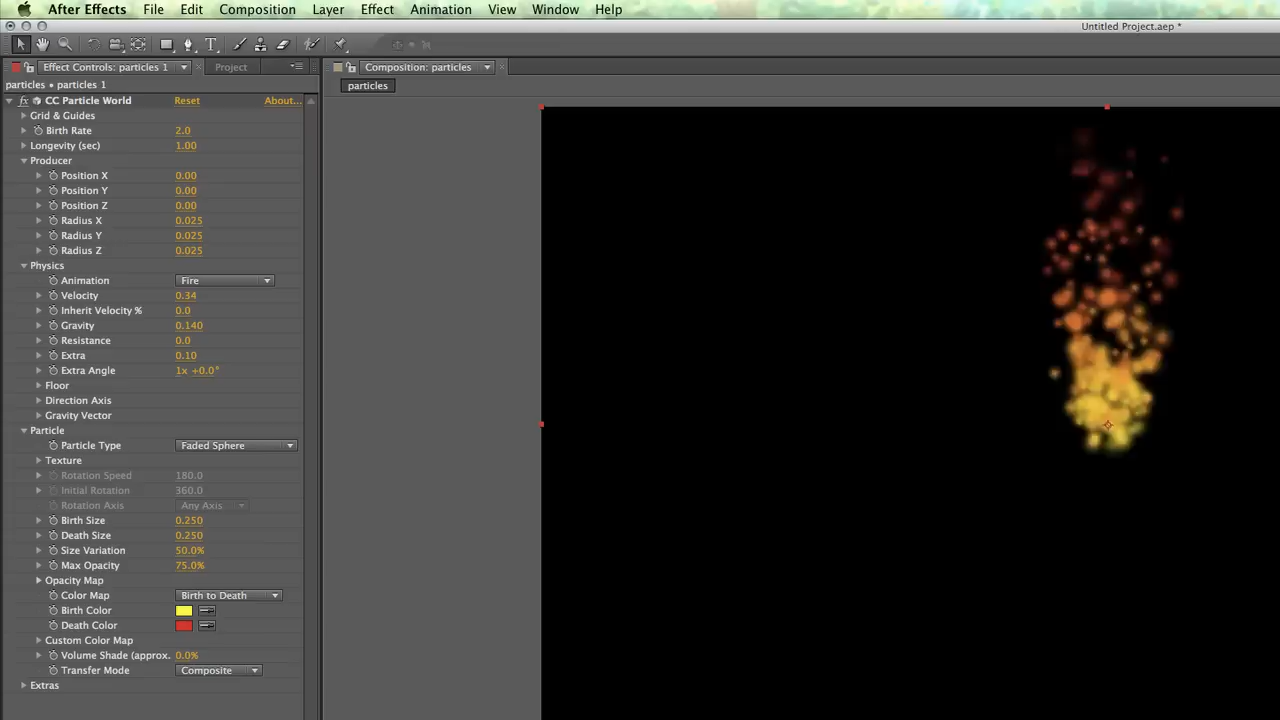 After Effects File Edit Composition Layer Effect Animation View Window Help
Untitled Project.aep *
Effect Controls: particles 1 Project Composition: particles
particles • particles 1 particles
fx CC Particle World Reset About...
Grid & Guides
Birth Rate 2.0
Longevity (sec) 1.00
Producer
Position X 0.00
Position Y 0.00
Position Z 0.00
Radius X 0.025
Radius Y 0.025
Radius Z 0.025
Physics
Animation Fire
Velocity 0.34
Inherit Velocity % 0.0
Gravity 0.140
Resistance 0.0
Extra 0.10
Extra Angle 1x +0.0°
Floor
Direction Axis
Gravity Vector
Particle
Particle Type Faded Sphere
Texture
Rotation Speed 180.0
Initial Rotation 360.0
Rotation Axis Any Axis
Birth Size 0.250
Death Size 0.250
Size Variation 50.0%
Max Opacity 75.0%
Opacity Map
Color Map Birth to Death
Birth Color
Death Color
Custom Color Map
Volume Shade (approx. 0.0%
Transfer Mode Composite
Extras